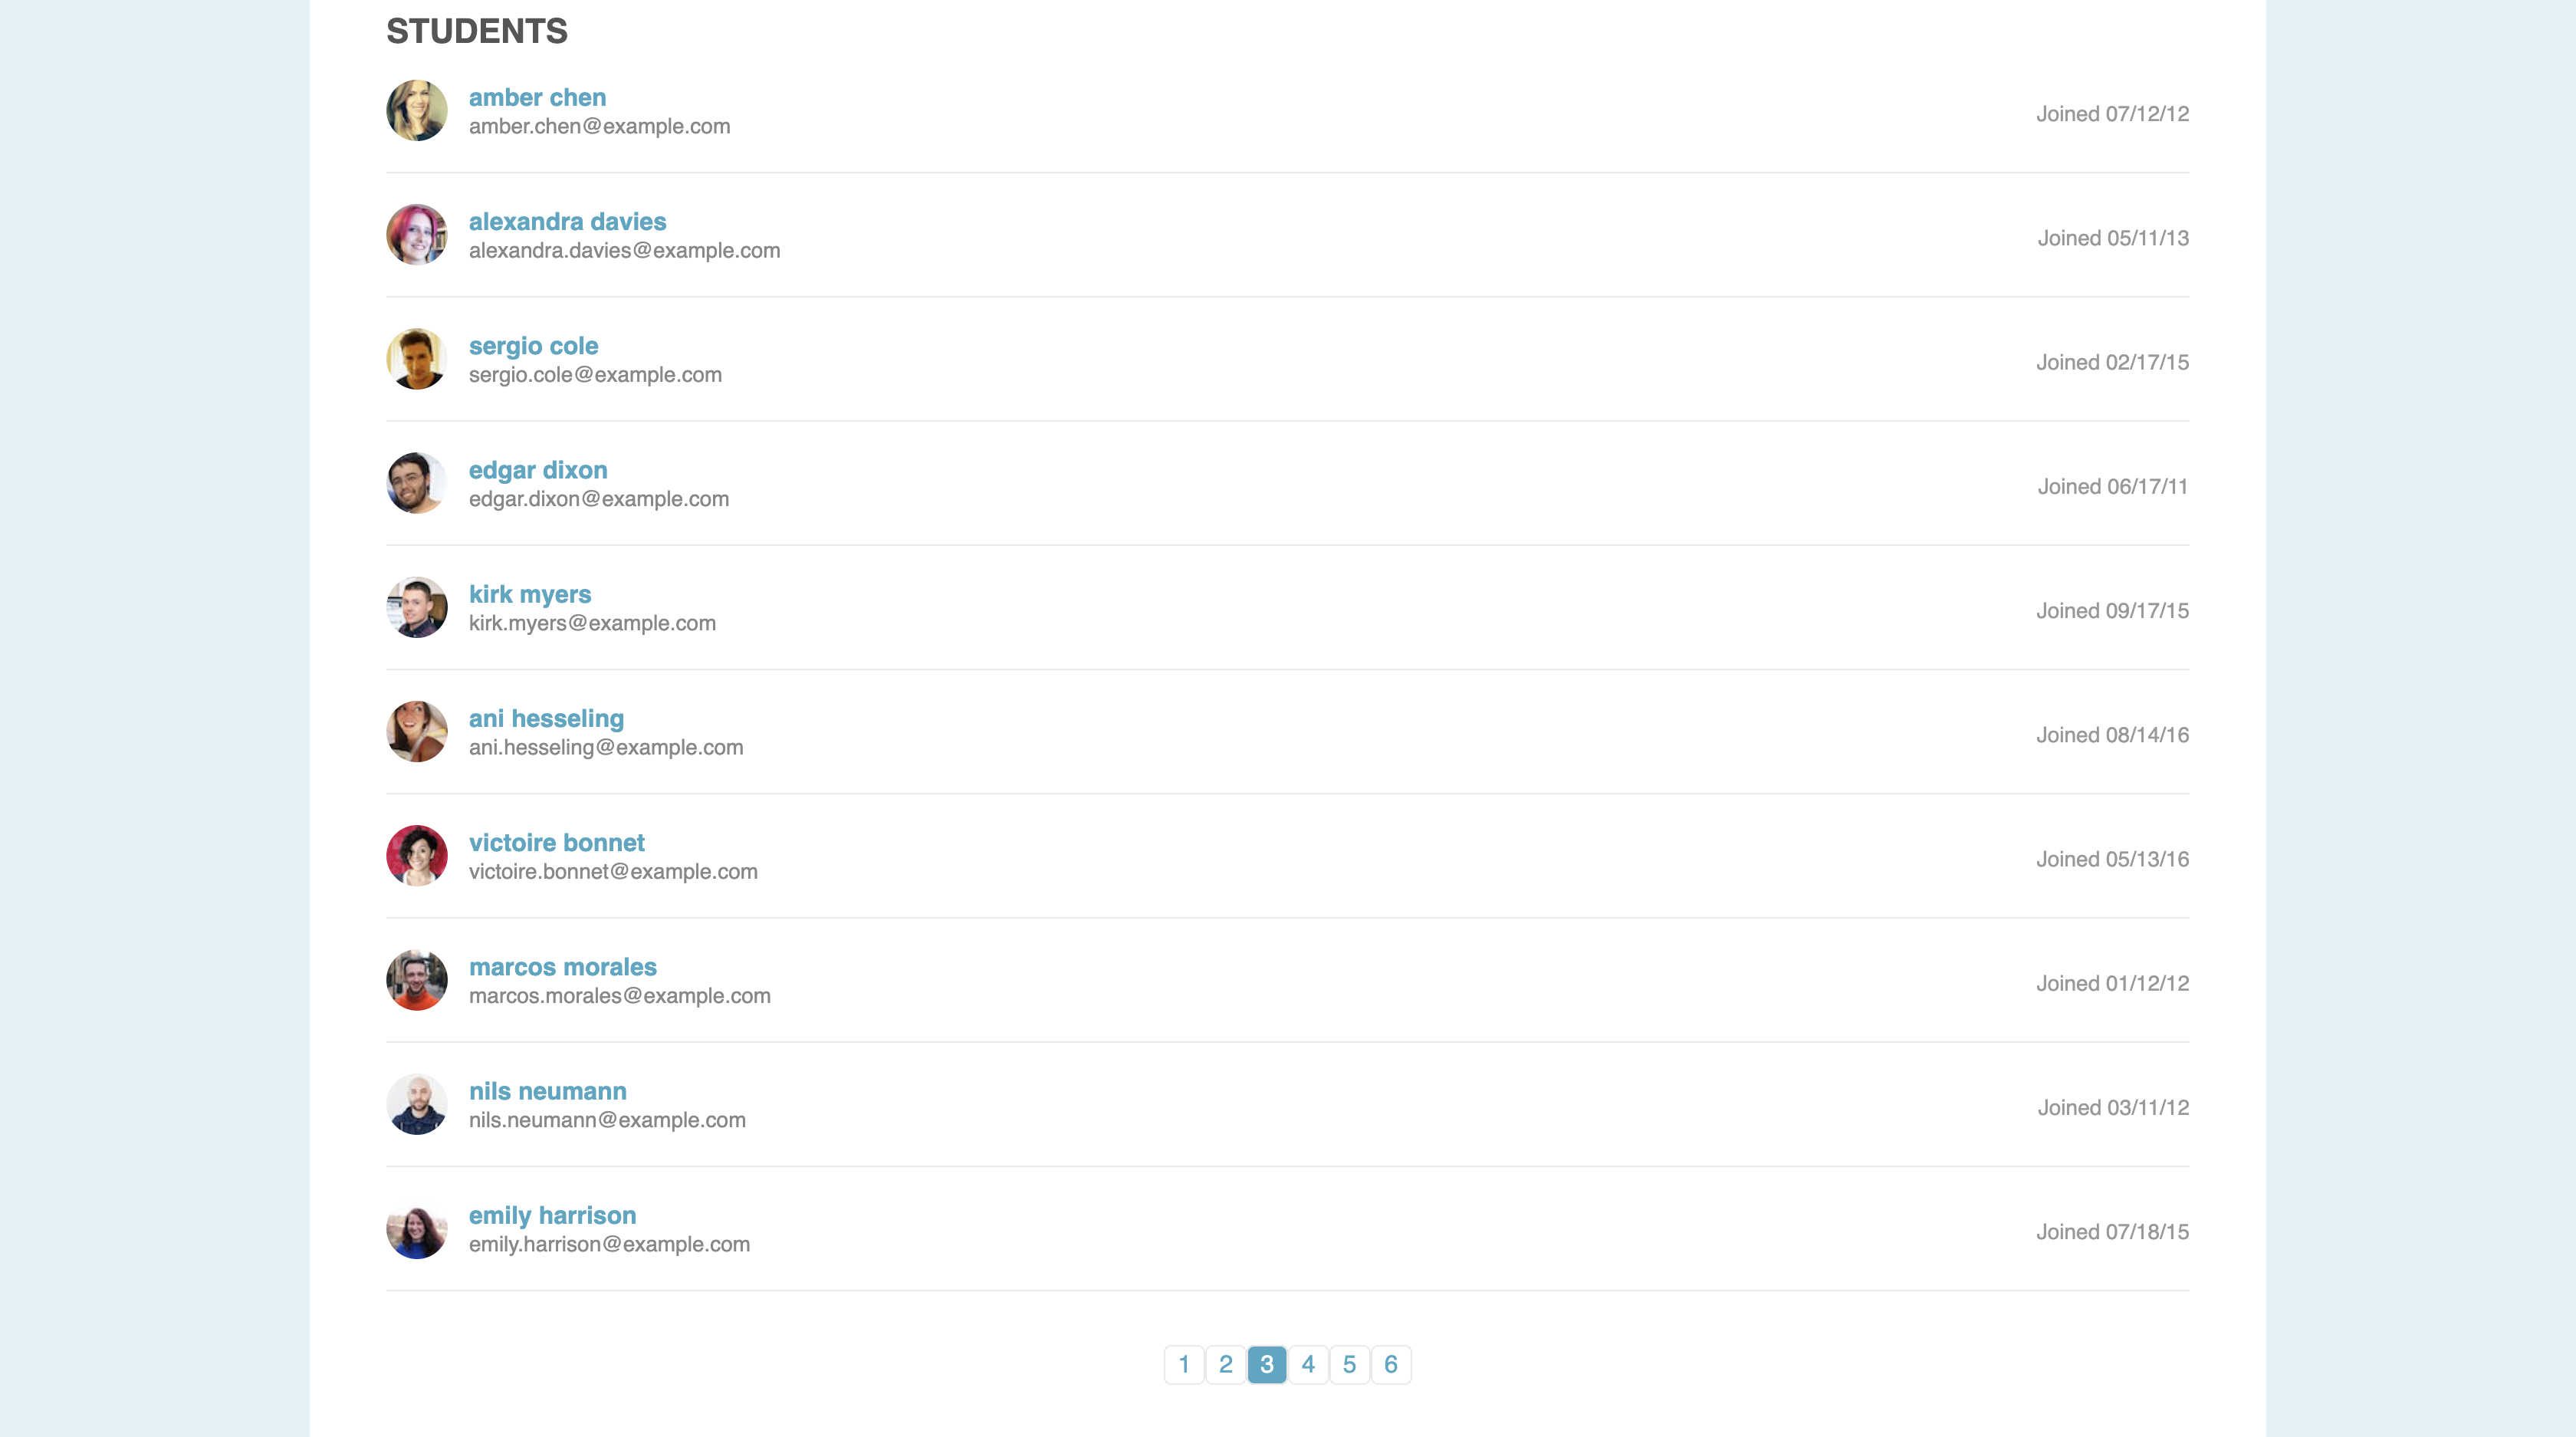 STUDENTS
amber chen
amber.chen@example.com
Joined 07/12/12
alexandra davies
alexandra.davies@example.com
Joined 05/11/13
sergio cole
sergio.cole@example.com
Joined 02/17/15
edgar dixon
edgar.dixon@example.com
Joined 06/17/11
kirk myers
kirk.myers@example.com
Joined 09/17/15
ani hesseling
ani.hesseling@example.com
Joined 08/14/16
victoire bonnet
victoire.bonnet@example.com
Joined 05/13/16
marcos morales
marcos.morales@example.com
Joined 01/12/12
nils neumann
nils.neumann@example.com
Joined 03/11/12
emily harrison
emily.harrison@example.com
Joined 07/18/15
1 2 3 4 5 6